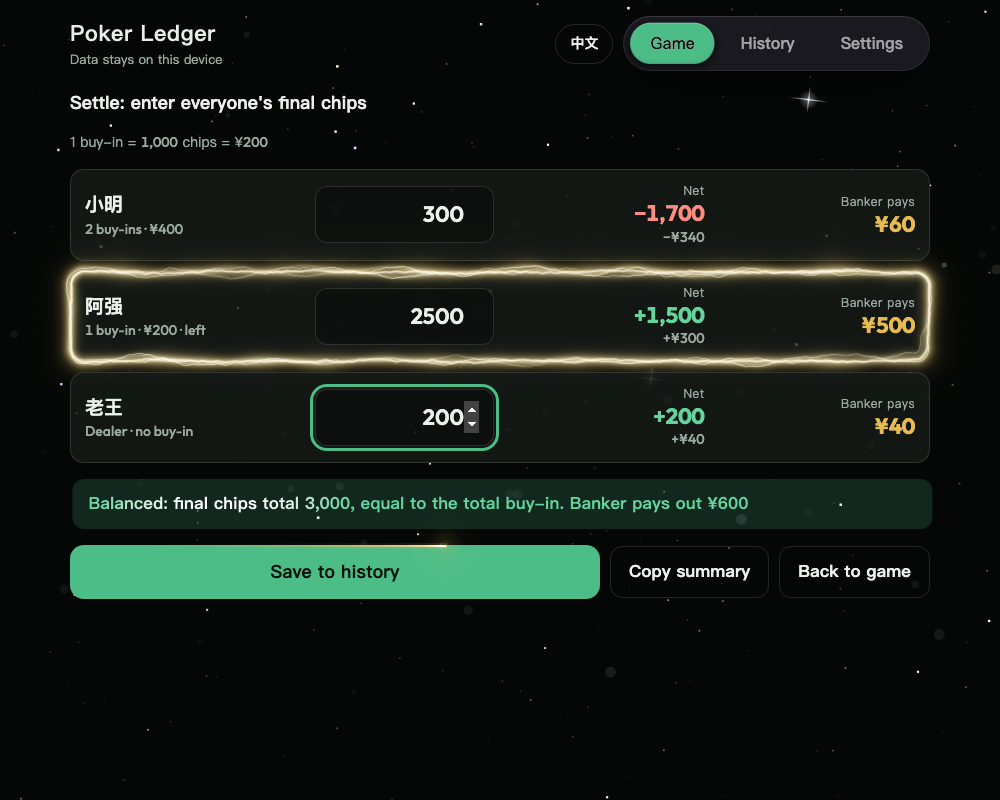 Poker Ledger
Data stays on this device
中文 Game History Settings
Settle: enter everyone's final chips
1 buy-in = 1,000 chips = ¥200
小明
2 buy-ins · ¥400
300
Net
−1,700
−¥340
Banker pays
¥60
阿强
1 buy-in · ¥200 · left
2500
Net
+1,500
+¥300
Banker pays
¥500
老王
Dealer · no buy-in
200
Net
+200
+¥40
Banker pays
¥40
Balanced: final chips total 3,000, equal to the total buy-in. Banker pays out ¥600
Save to history Copy summary Back to game